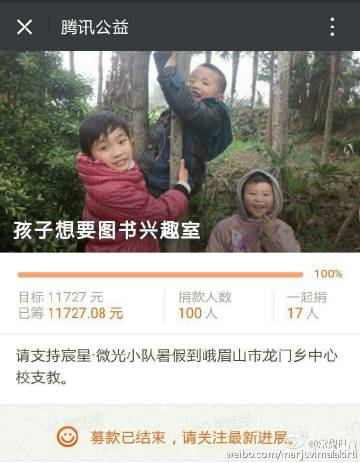 腾讯公益
孩子想要图书兴趣室
100%
目标 11727 元
已筹 11727.08 元
捐款人数
100 人
一起捐
17 人
请支持宸星·微光小队暑假到峨眉山市龙门乡中心
校支教。
募款已结束，请关注最新进展
weibo.com/marjuvimalakirti